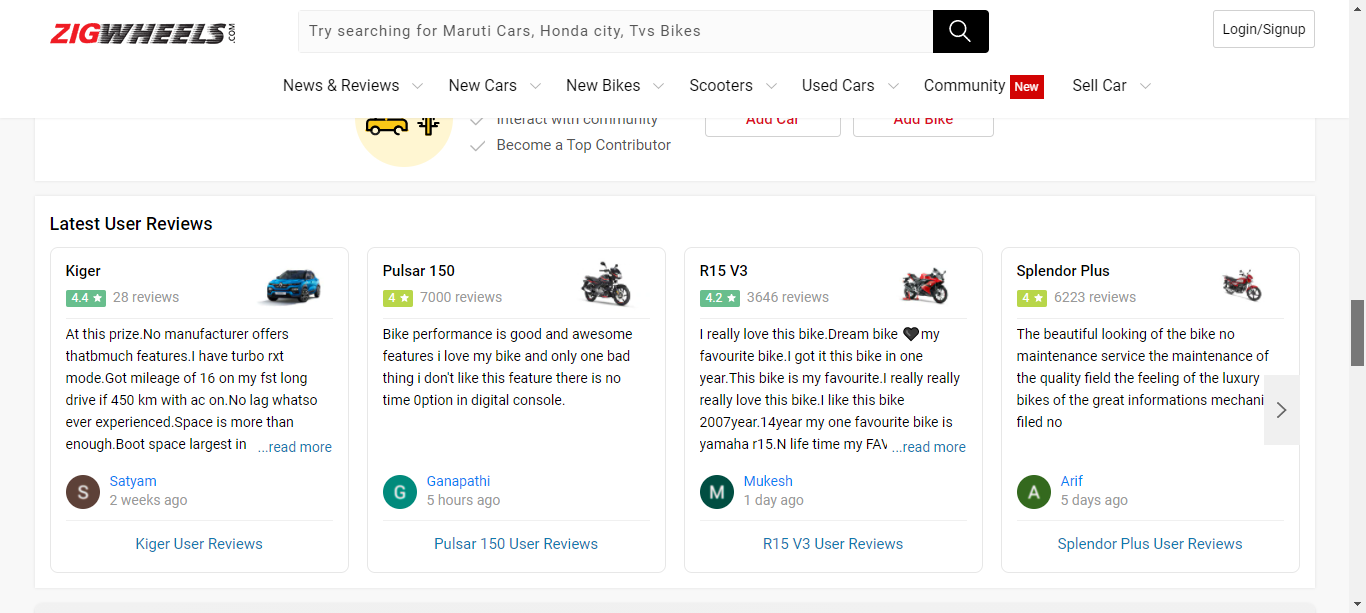 ZIGWHEELS.COM
Try searching for Maruti Cars, Honda city, Tvs Bikes
Login/Signup
News & Reviews
New Cars
New Bikes
Scooters
Used Cars
Community New
Sell Car
Interact with community
Add Car
Add Bike
Become a Top Contributor
Latest User Reviews
Kiger
4.4 ★ 28 reviews
At this prize.No manufacturer offers
thatbmuch features.I have turbo rxt
mode.Got mileage of 16 on my fst long
drive if 450 km with ac on.No lag whatso
ever experienced.Space is more than
enough.Boot space largest in ...read more
S
Satyam
2 weeks ago
Kiger User Reviews
Pulsar 150
4 ★ 7000 reviews
Bike performance is good and awesome
features i love my bike and only one bad
thing i don't like this feature there is no
time 0ption in digital console.
G
Ganapathi
5 hours ago
Pulsar 150 User Reviews
R15 V3
4.2 ★ 3646 reviews
I really love this bike.Dream bike 🖤my
favourite bike.I got it this bike in one
year.This bike is my favourite.I really really
really love this bike.I like this bike
2007year.14year my one favourite bike is
yamaha r15.N life time my FAV ...read more
M
Mukesh
1 day ago
R15 V3 User Reviews
Splendor Plus
4 ★ 6223 reviews
The beautiful looking of the bike no
maintenance service the maintenance of
the quality field the feeling of the luxury
bikes of the great informations mechani
filed no
A
Arif
5 days ago
Splendor Plus User Reviews